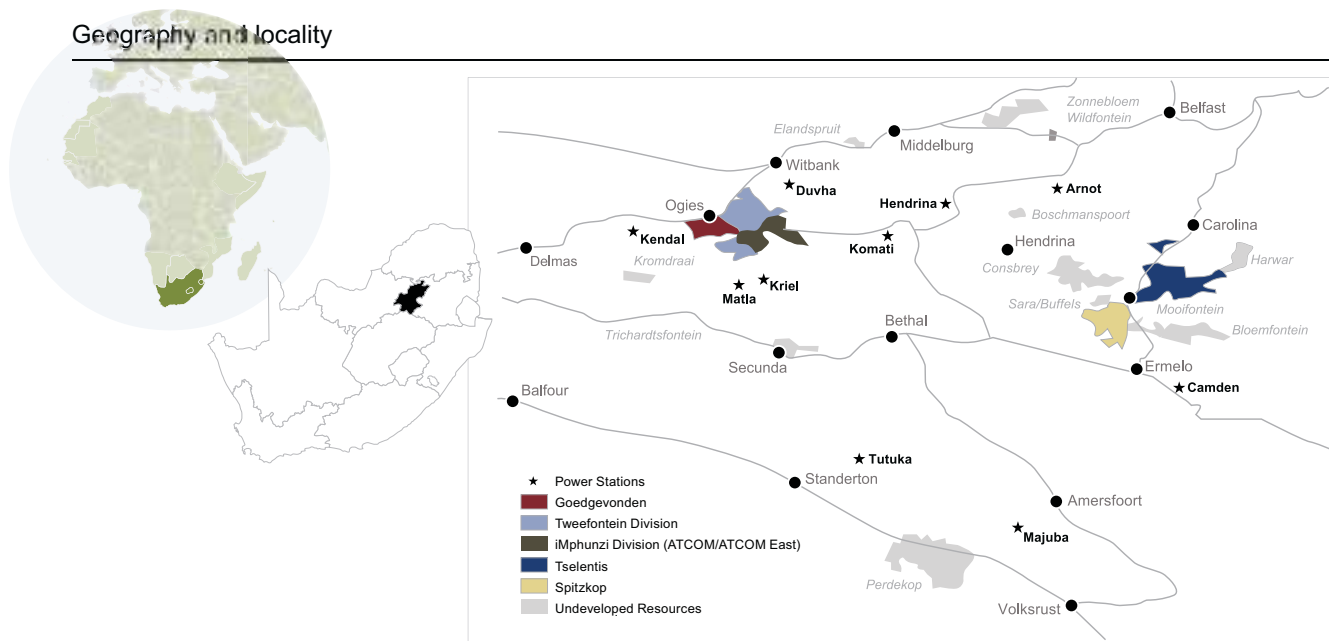 Geography and locality
Zonnebloem
Wildfontein
Belfast
Elandspruit
Middelburg
Witbank
Duvha
Arnot
Hendrina
Ogies
Boschmanspoort
Carolina
Kendal
Komati
Hendrina
Delmas
Kromdraai
Consbrey
Harwar
Kriel
Matla
Sara/Buffels
Mooifontein
Trichardtsfontein
Bethal
Bloemfontein
Secunda
Ermelo
Balfour
Camden
Tutuka
Standerton
Amersfoort
Majuba
Perdekop
Volksrust
Power Stations
Goedgevonden
Tweefontein Division
iMphunzi Division (ATCOM/ATCOM East)
Tselentis
Spitzkop
Undeveloped Resources